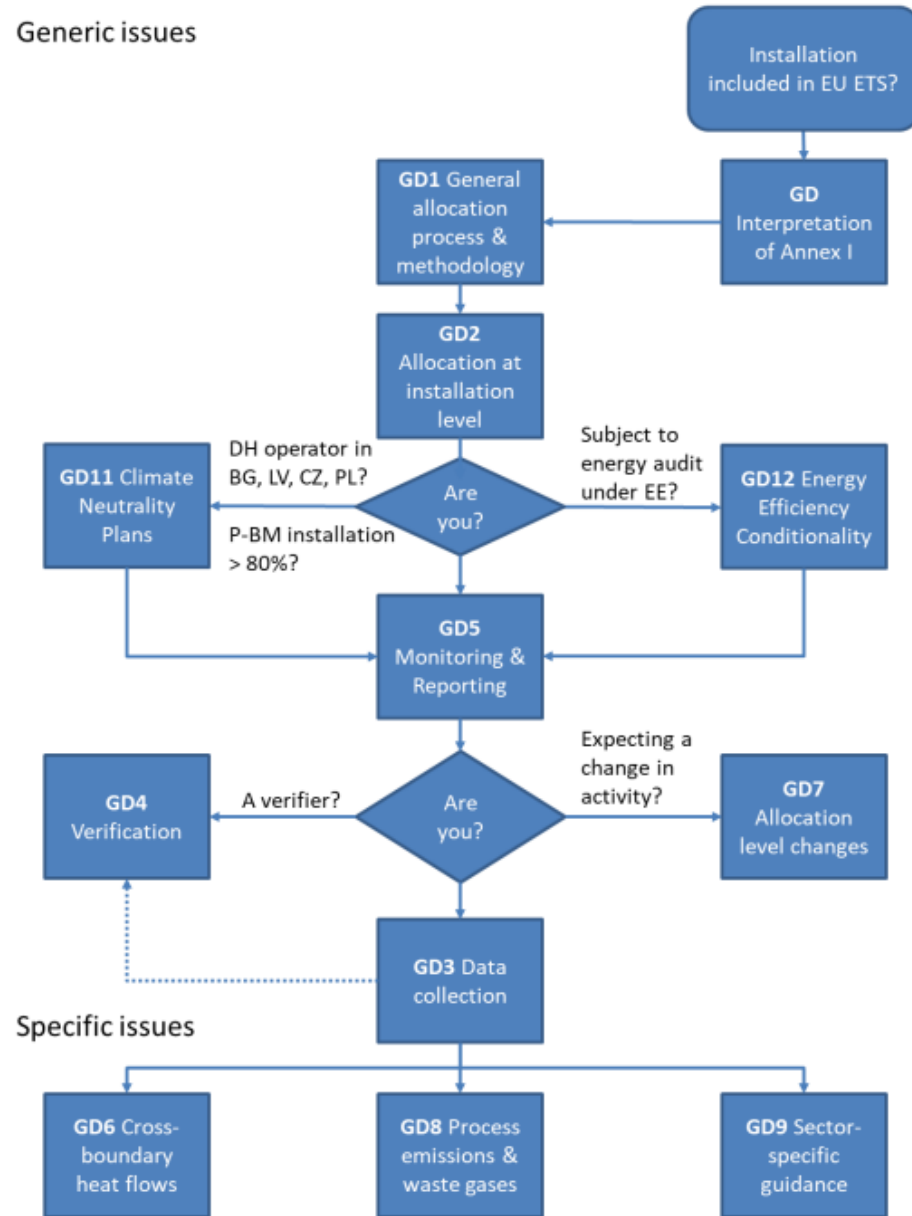 Generic issues
Installation
included in EU ETS?
GD1 General
allocation
process &
methodology
GD
Interpretation
of Annex I
GD2
Allocation at
installation
level
DH operator in
BG, LV, CZ, PL?
Subject to
energy audit
under EE?
GD11 Climate
Neutrality
Plans
Are
you?
GD12 Energy
Efficiency
Conditionality
P-BM installation
> 80%?
GD5
Monitoring &
Reporting
Expecting a
change in
activity?
GD4
Verification
A verifier?
Are
you?
GD7
Allocation
level changes
GD3 Data
collection
Specific issues
GD6 Cross-
boundary
heat flows
GD8 Process
emissions &
waste gases
GD9 Sector-
specific
guidance